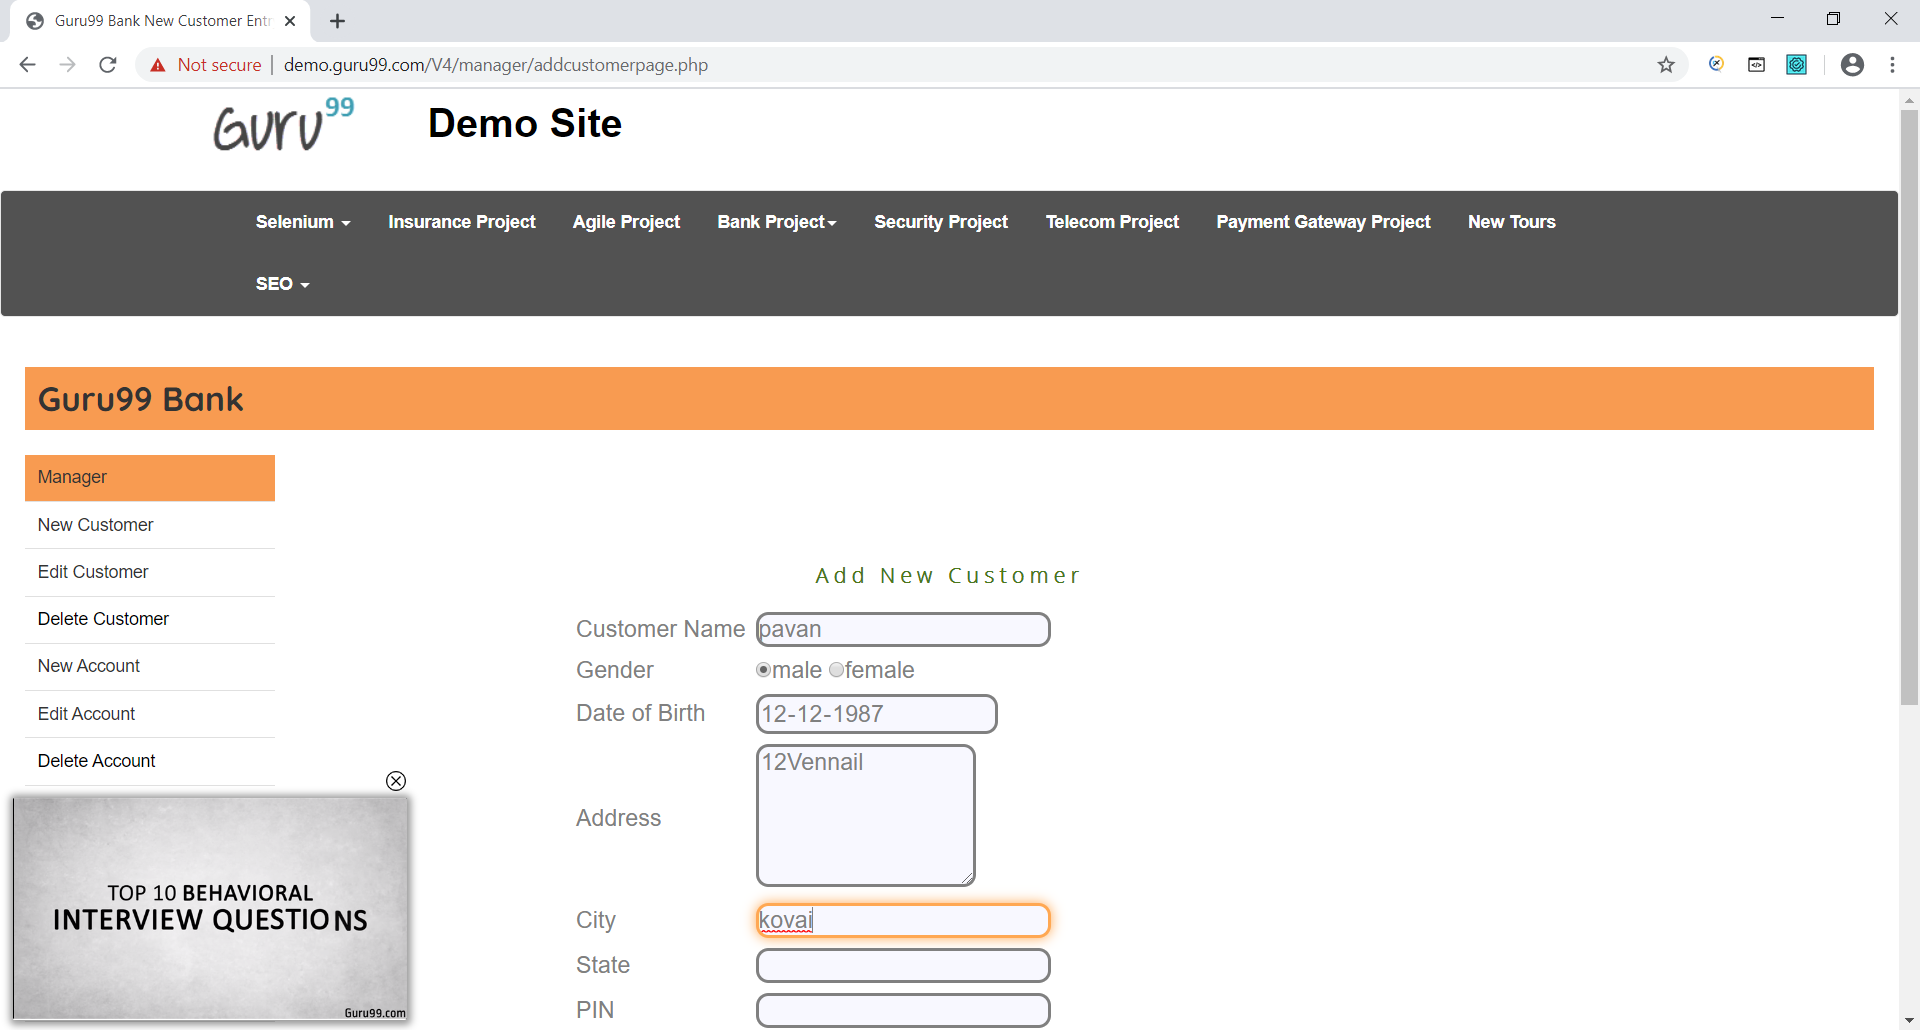 Guru99 Bank New Customer Ent
Not secure | demo.guru99.com/V4/manager/addcustomerpage.php
Guru99 Demo Site
Selenium Insurance Project Agile Project Bank Project Security Project Telecom Project Payment Gateway Project New Tours
SEO
Guru99 Bank
Manager
New Customer
Edit Customer
Delete Customer
New Account
Edit Account
Delete Account
TOP 10 BEHAVIORAL
INTERVIEW QUESTIONS
Guru99.com
Add New Customer
Customer Name pavan
Gender male female
Date of Birth 12-12-1987
Address 12Vennail
City kovai
State
PIN